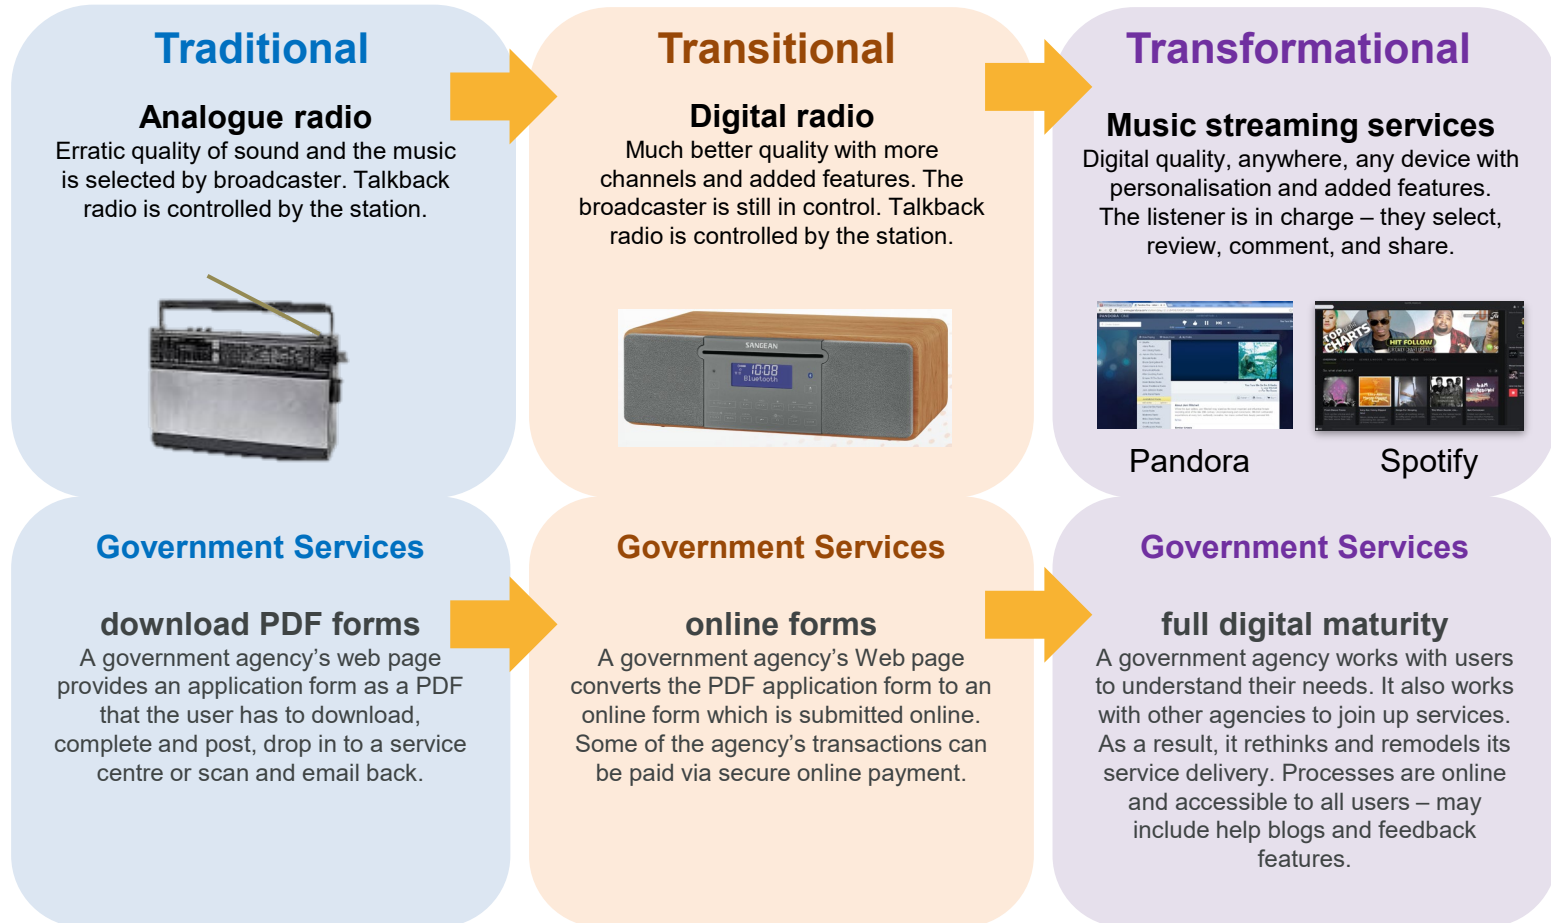 Traditional
Analogue radio
Erratic quality of sound and the music
is selected by broadcaster. Talkback
radio is controlled by the station.
Transitional
Digital radio
Much better quality with more
channels and added features. The
broadcaster is still in control. Talkback
radio is controlled by the station.
SANGEAN
10:08
Bluetooth
Transformational
Music streaming services
Digital quality, anywhere, any device with
personalisation and added features.
The listener is in charge – they select,
review, comment, and share.
TOP
CHARTS
HIT FOLLOW
Pandora
Spotify
Government Services
download PDF forms
A government agency’s web page
provides an application form as a PDF
that the user has to download,
complete and post, drop in to a service
centre or scan and email back.
Government Services
online forms
A government agency’s Web page
converts the PDF application form to an
online form which is submitted online.
Some of the agency’s transactions can
be paid via secure online payment.
Government Services
full digital maturity
A government agency works with users
to understand their needs. It also works
with other agencies to join up services.
As a result, it rethinks and remodels its
service delivery. Processes are online
and accessible to all users – may
include help blogs and feedback
features.